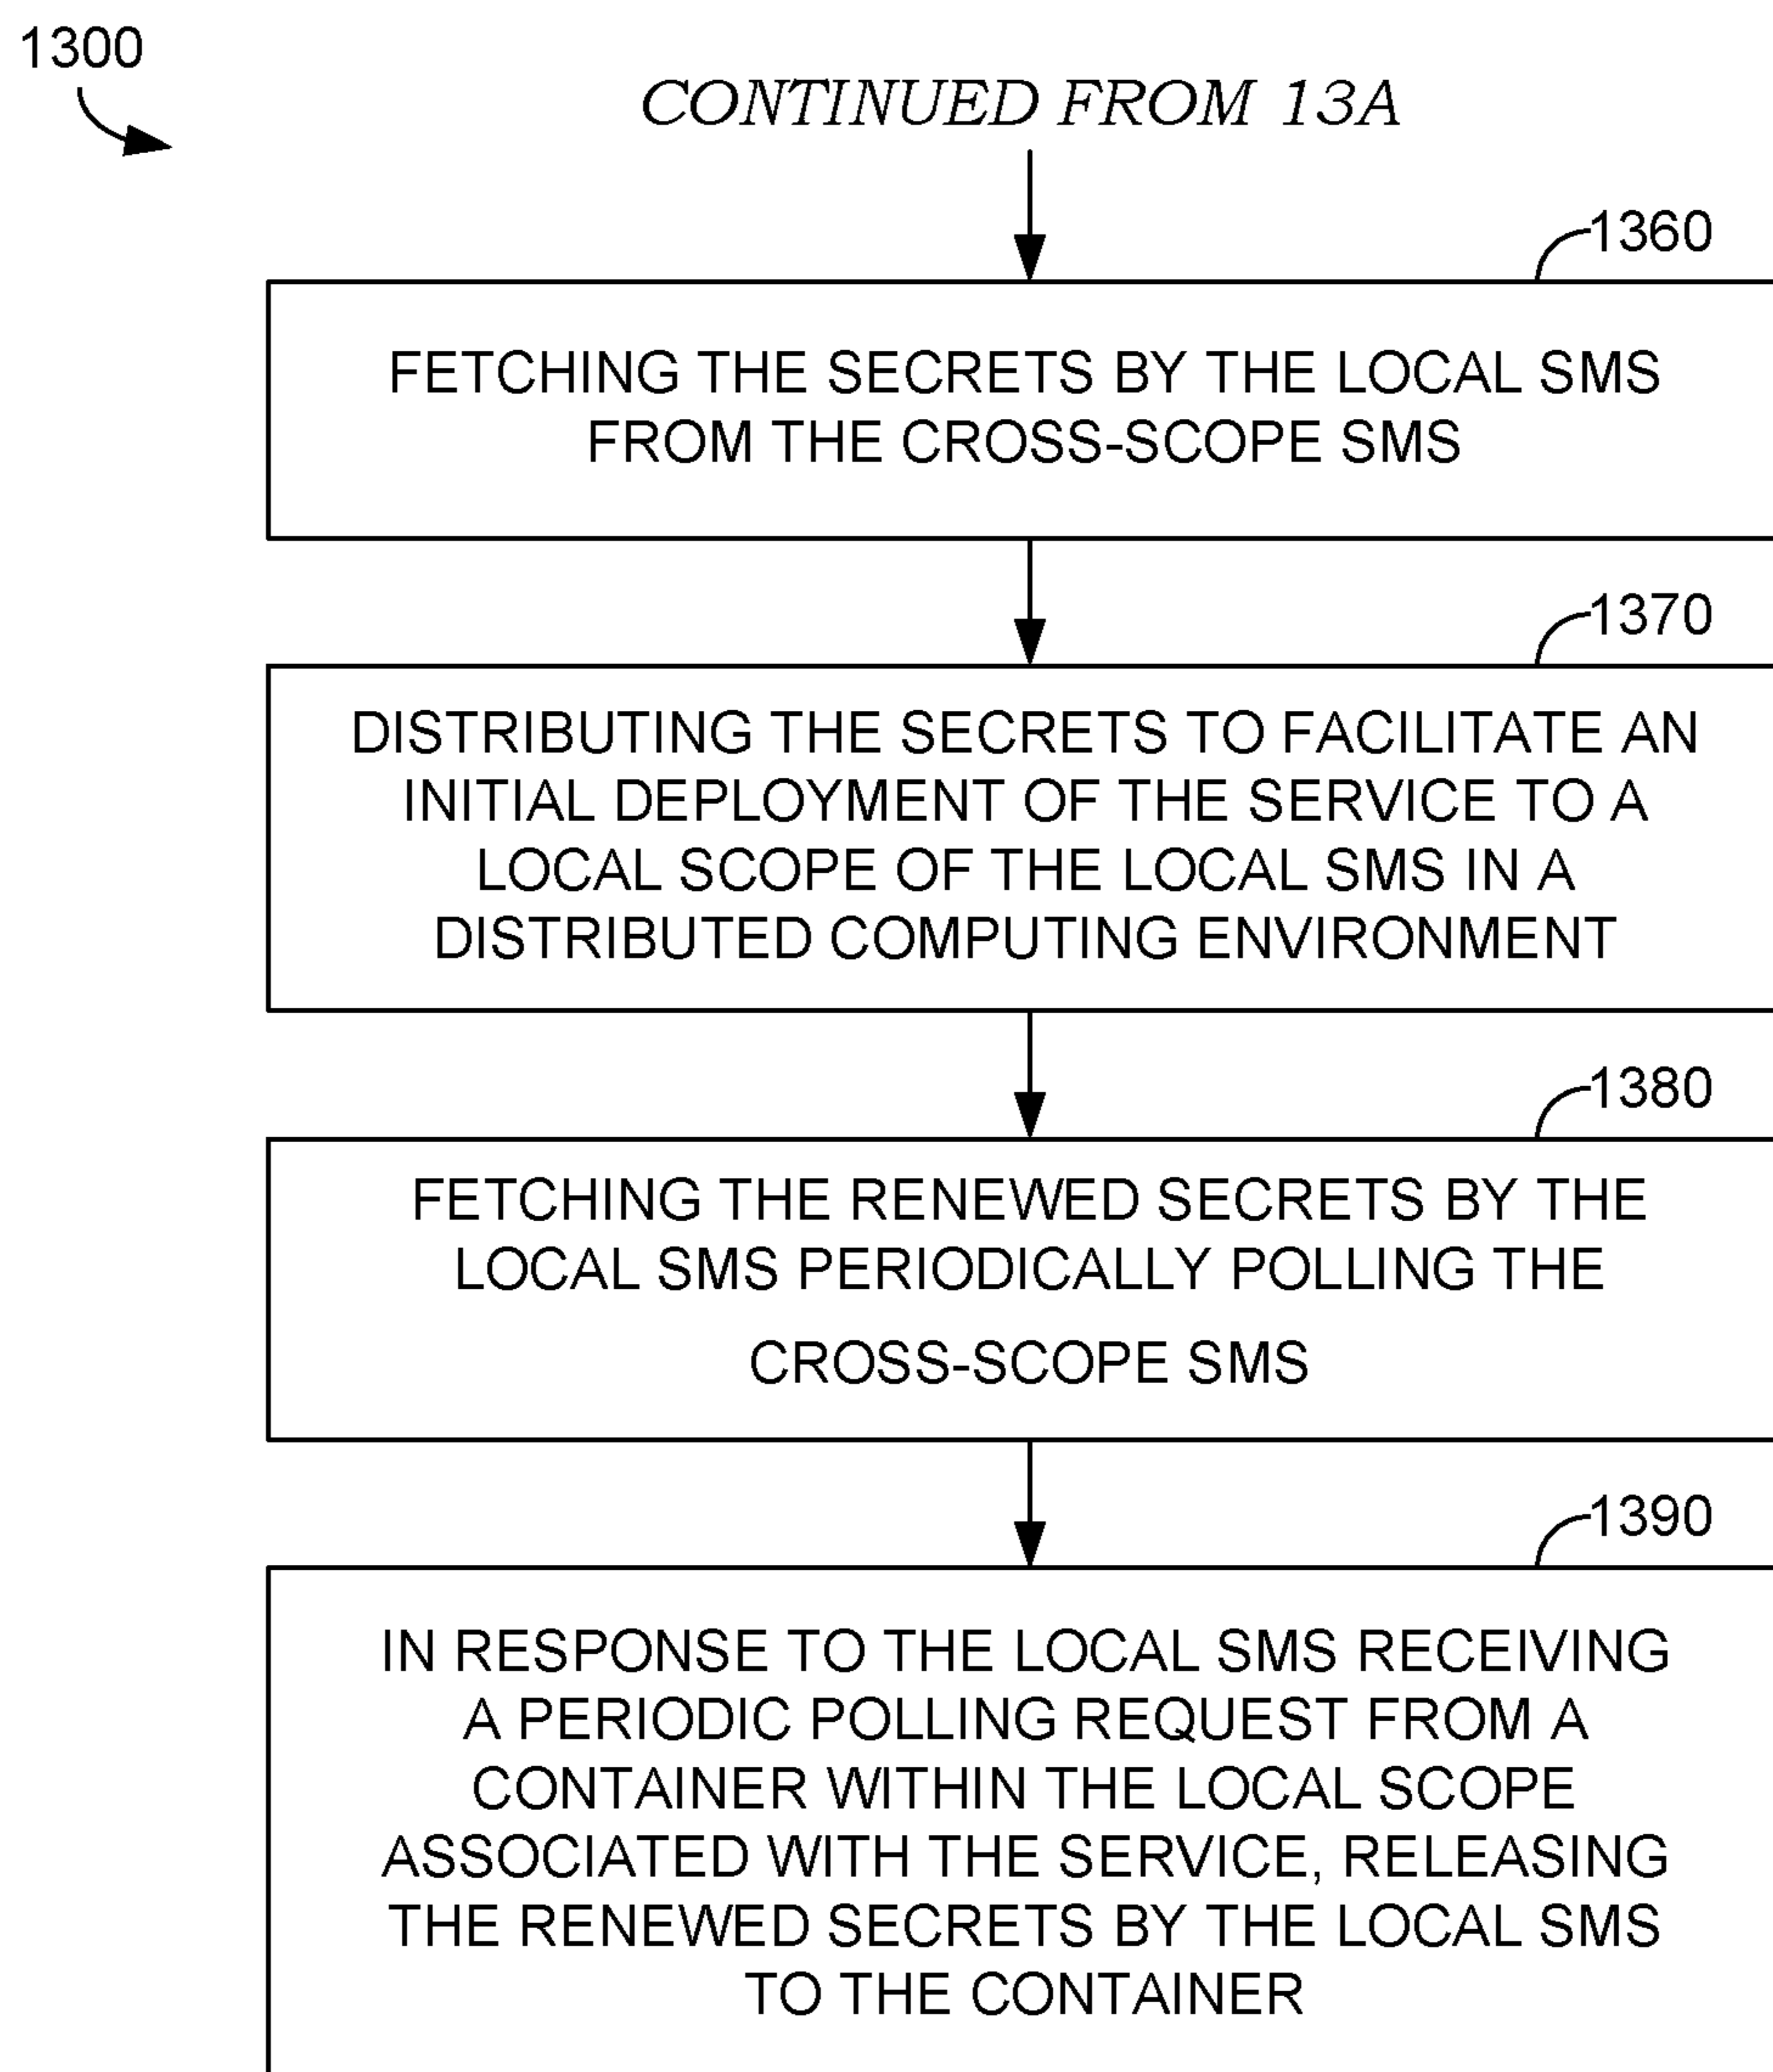 1300
CONTINUED FROM 13A
1360
FETCHING THE SECRETS BY THE LOCAL SMS
FROM THE CROSS-SCOPE SMS
1370
DISTRIBUTING THE SECRETS TO FACILITATE AN
INITIAL DEPLOYMENT OF THE SERVICE TO A
LOCAL SCOPE OF THE LOCAL SMS IN A
DISTRIBUTED COMPUTING ENVIRONMENT
1380
FETCHING THE RENEWED SECRETS BY THE
LOCAL SMS PERIODICALLY POLLING THE
CROSS-SCOPE SMS
1390
IN RESPONSE TO THE LOCAL SMS RECEIVING
A PERIODIC POLLING REQUEST FROM A
CONTAINER WITHIN THE LOCAL SCOPE
ASSOCIATED WITH THE SERVICE, RELEASING
THE RENEWED SECRETS BY THE LOCAL SMS
TO THE CONTAINER